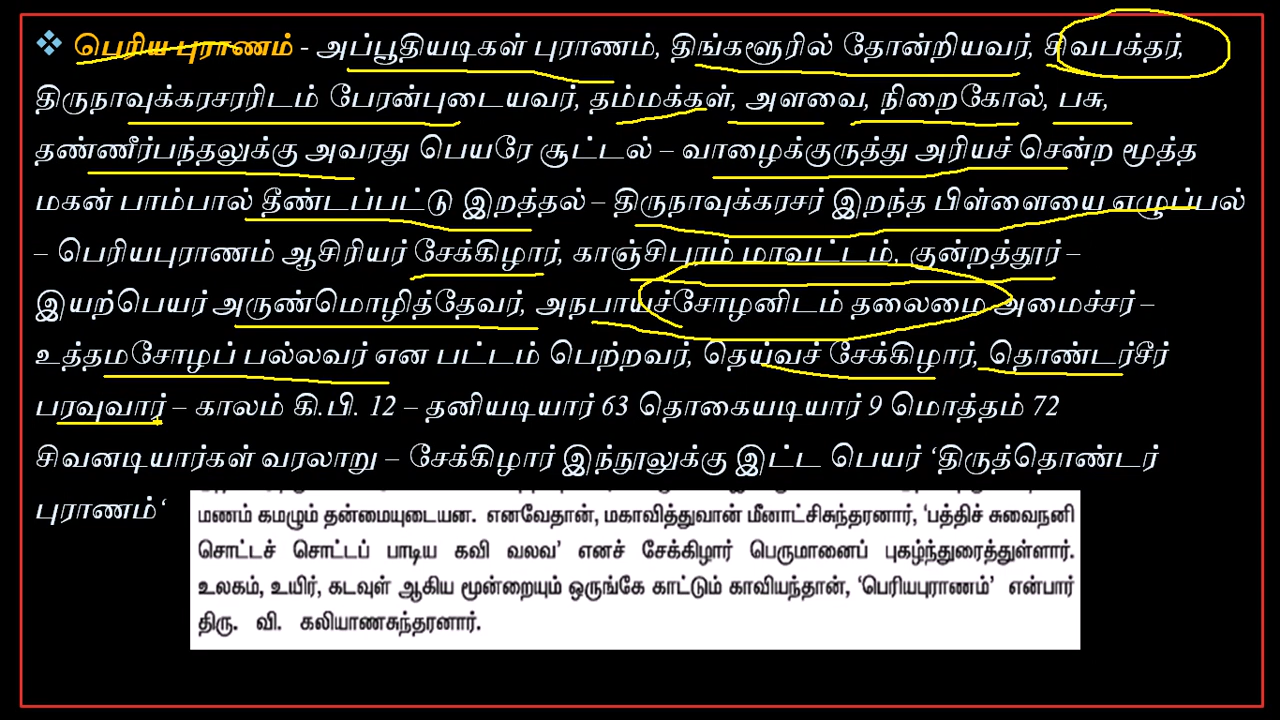 ❖ பெரிய புராணம் - அப்பூதியடிகள் புராணம், திங்களூரில் தோன்றியவர், சிவபக்தர்,
திருநாவுக்கரசரரிடம் பேரன்புடையவர், தம்மக்கள், அளவை, நிறைகோல், பசு,
தண்ணீர்பந்தலுக்கு அவரது பெயரே சூட்டல் – வாழைக்குருத்து அரியச் சென்ற மூத்த
மகன் பாம்பால் தீண்டப்பட்டு இறத்தல் – திருநாவுக்கரசர் இறந்த பிள்ளையை எழுப்பல்
– பெரியபுராணம் ஆசிரியர் சேக்கிழார், காஞ்சிபுரம் மாவட்டம், குன்றத்தூர் –
இயற்பெயர் அருண்மொழித்தேவர், அநபாயச்சோழனிடம் தலைமை அமைச்சர் –
உத்தமசோழப் பல்லவர் என பட்டம் பெற்றவர், தெய்வச் சேக்கிழார், தொண்டர்சீர்
பரவுவார் – காலம் கி.பி. 12 – தனியடியார் 63 தொகையடியார் 9 மொத்தம் 72
சிவனடியார்கள் வரலாறு – சேக்கிழார் இந்நூலுக்கு இட்ட பெயர் ‘திருத்தொண்டர்
புராணம்‘
மணம் கமழும் தன்மையுடையன. எனவேதான், மகாவித்துவான் மீனாட்சிசுந்தரனார், ‘பத்திச் சுவைநனி
சொட்டச் சொட்டப் பாடிய கவி வலவ’ எனச் சேக்கிழார் பெருமானைப் புகழ்ந்துரைத்துள்ளார்.
உலகம், உயிர், கடவுள் ஆகிய மூன்றையும் ஒருங்கே காட்டும் காவியந்தான், ‘பெரியபுராணம்’ என்பார்
திரு. வி. கலியாணசுந்தரனார்.